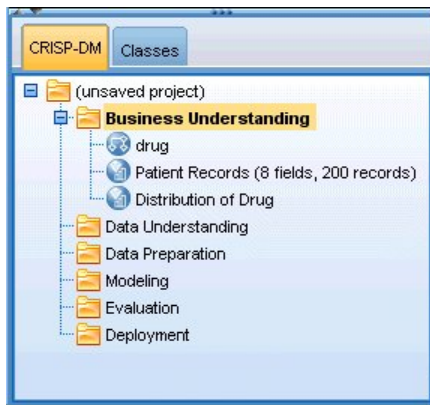 CRISP-DM Classes
(unsaved project)
Business Understanding
drug
Patient Records (8 fields, 200 records)
Distribution of Drug
Data Understanding
Data Preparation
Modeling
Evaluation
Deployment